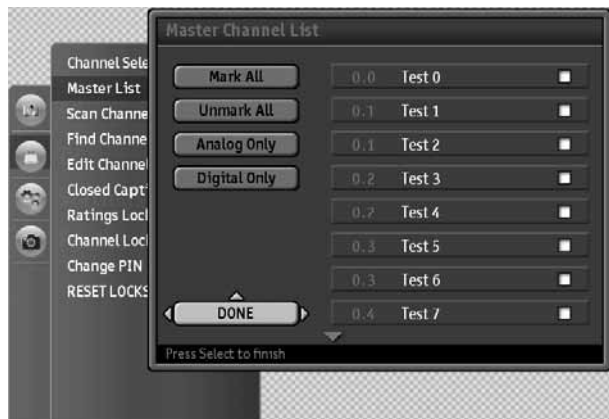 Master Channel List
Channel Sele
Master List
Scan Channe
Find Channe
Edit Channel
Closed Capt
Ratings Loc
Channel Loc
Change PIN
RESET LOCKS
Mark All
Unmark All
Analog Only
Digital Only
DONE
0.0 Test 0
0.1 Test 1
0.1 Test 2
0.2 Test 3
0.2 Test 4
0.3 Test 5
0.3 Test 6
0.4 Test 7
Press Select to finish